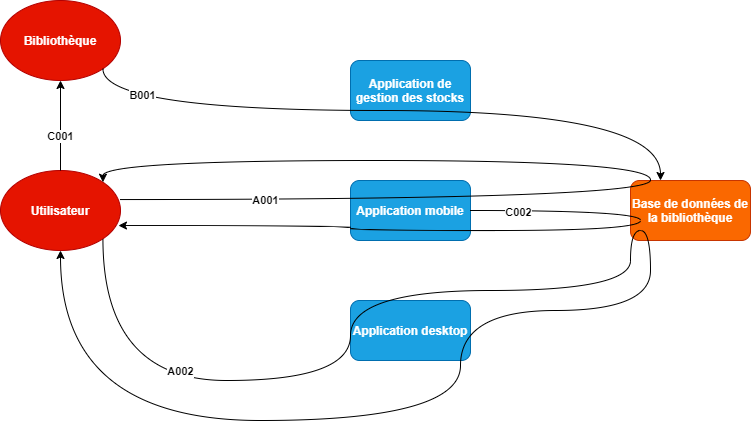 Bibliothèque
Application de
gestion des stocks
B001
C001
A001
Utilisateur
Application mobile
C002
Base de données de
la bibliothèque
Application desktop
A002